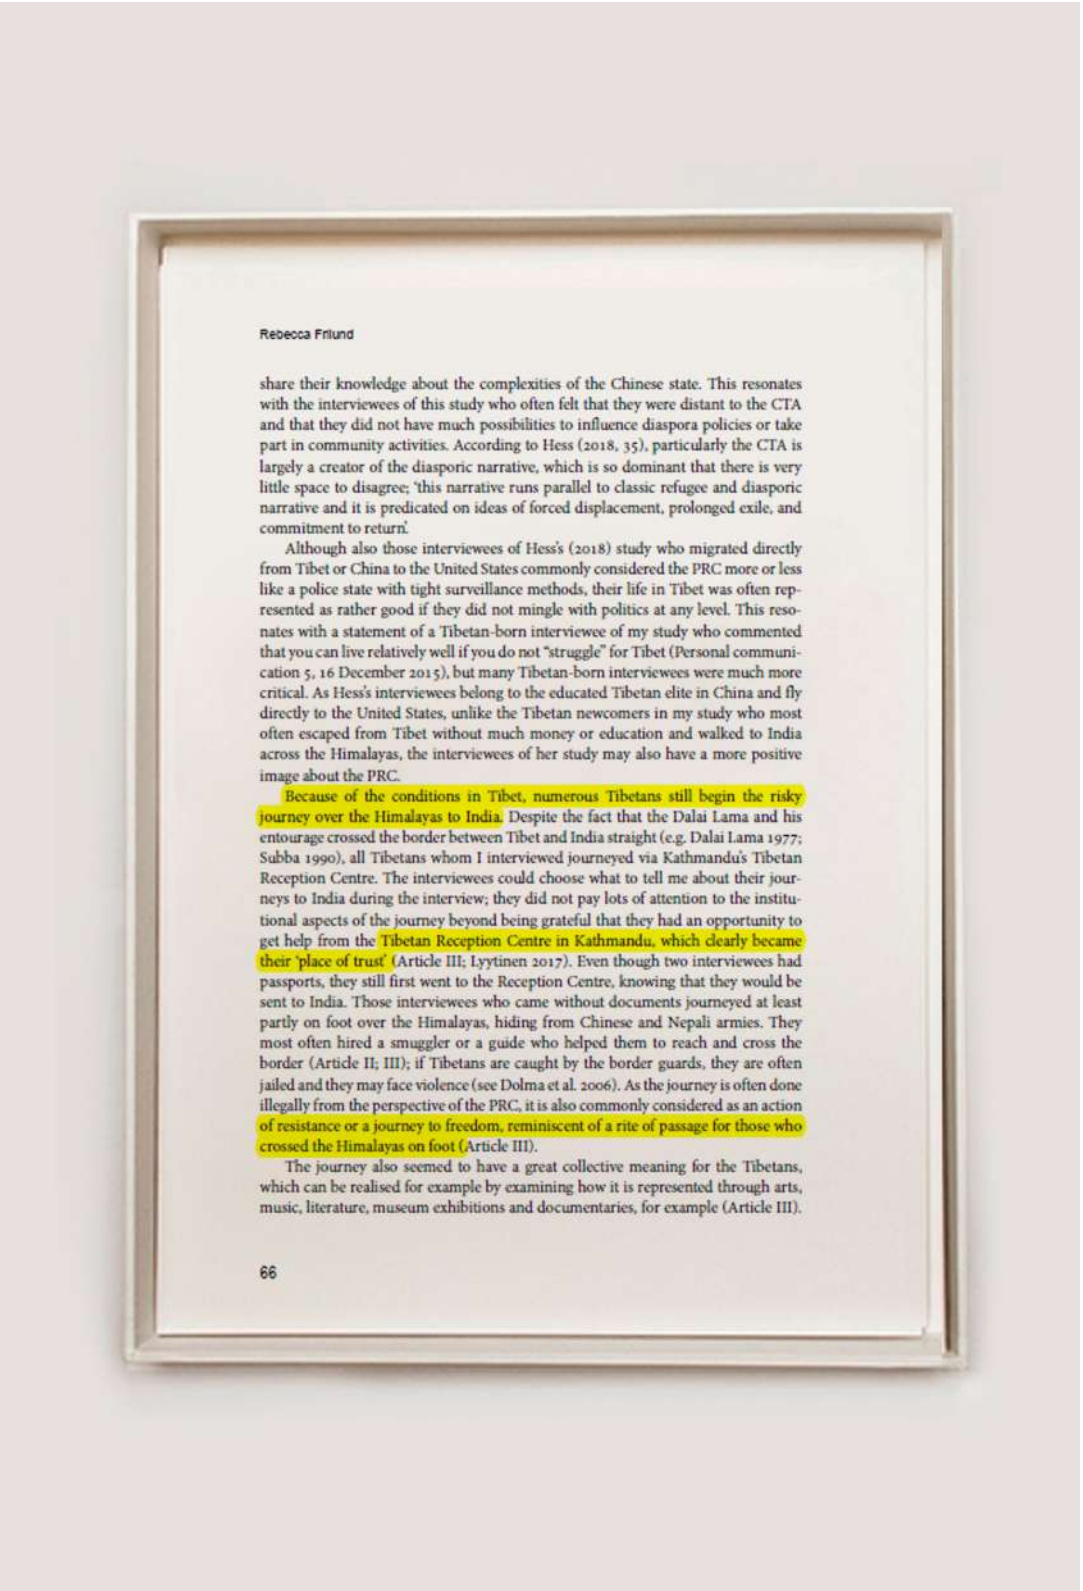 Rebecca Frilund
share their knowledge about the complexities of the Chinese state. This resonates
with the interviewees of this study who often felt that they were distant to the CTA
and that they did not have much possibilities to influence diaspora policies or take
part in community activities. According to Hess (2018, 35), particularly the CTA is
largely a creator of the diasporic narrative, which is so dominant that there is very
little space to disagree; ‘this narrative runs parallel to classic refugee and diasporic
narrative and it is predicated on ideas of forced displacement, prolonged exile, and
commitment to return’.
Although also those interviewees of Hess’s (2018) study who migrated directly
from Tibet or China to the United States commonly considered the PRC more or less
like a police state with tight surveillance methods, their life in Tibet was often rep-
resented as rather good if they did not mingle with politics at any level. This reso-
nates with a statement of a Tibetan-born interviewee of my study who commented
that you can live relatively well if you do not “struggle” for Tibet (Personal communi-
cation 5, 16 December 2015), but many Tibetan-born interviewees were much more
critical. As Hess’s interviewees belong to the educated Tibetan elite in China and fly
directly to the United States, unlike the Tibetan newcomers in my study who most
often escaped from Tibet without much money or education and walked to India
across the Himalayas, the interviewees of her study may also have a more positive
image about the PRC.
Because of the conditions in Tibet, numerous Tibetans still begin the risky
journey over the Himalayas to India. Despite the fact that the Dalai Lama and his
entourage crossed the border between Tibet and India straight (e.g. Dalai Lama 1977;
Subba 1990), all Tibetans whom I interviewed journeyed via Kathmandu’s Tibetan
Reception Centre. The interviewees could choose what to tell me about their jour-
neys to India during the interview; they did not pay lots of attention to the institu-
tional aspects of the journey beyond being grateful that they had an opportunity to
get help from the Tibetan Reception Centre in Kathmandu, which clearly became
their ‘place of trust’ (Article III; Lyytinen 2017). Even though two interviewees had
passports, they still first went to the Reception Centre, knowing that they would be
sent to India. Those interviewees who came without documents journeyed at least
partly on foot over the Himalayas, hiding from Chinese and Nepali armies. They
most often hired a smuggler or a guide who helped them to reach and cross the
border (Article II; III); if Tibetans are caught by the border guards, they are often
jailed and they may face violence (see Dolma et al. 2006). As the journey is often done
illegally from the perspective of the PRC, it is also commonly considered as an action
of resistance or a journey to freedom, reminiscent of a rite of passage for those who
crossed the Himalayas on foot (Article III).
The journey also seemed to have a great collective meaning for the Tibetans,
which can be realised for example by examining how it is represented through arts,
music, literature, museum exhibitions and documentaries, for example (Article III).
66